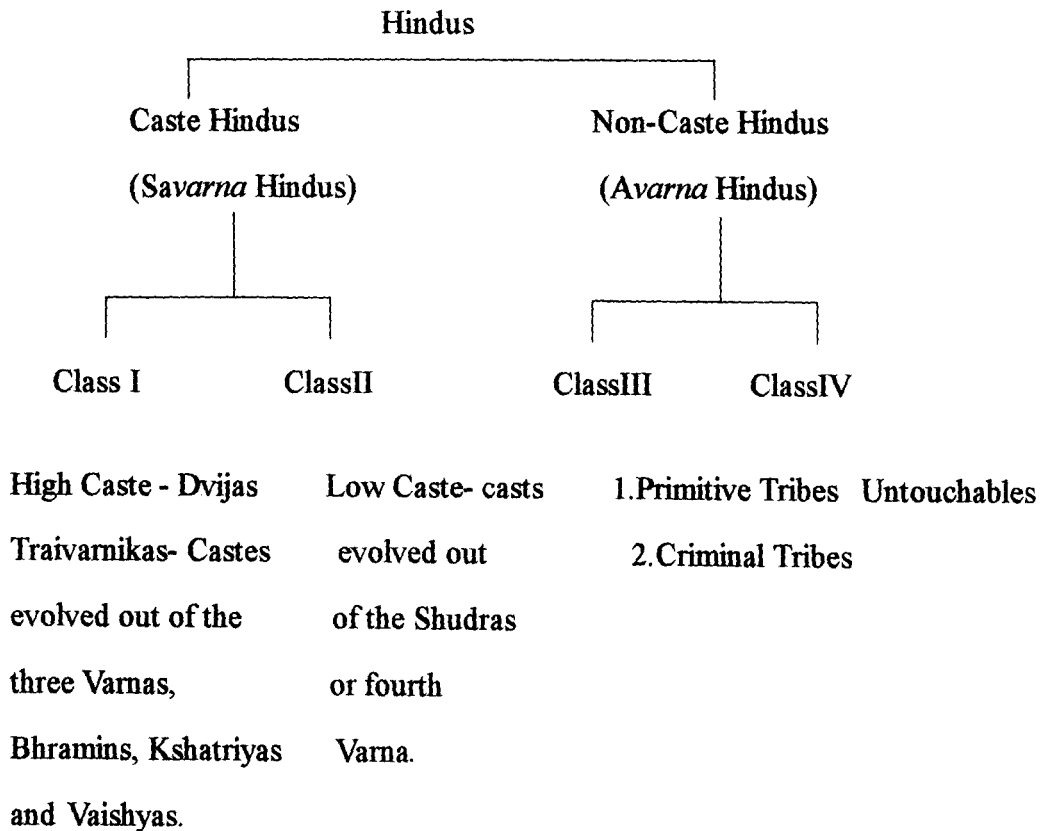 Hindus
Caste Hindus
(Savarna Hindus)
Non-Caste Hindus
(Avarna Hindus)
Class I
ClassII
ClassIII
ClassIV
High Caste - Dvijas
Traivarnikas- Castes
evolved out of the
three Varnas,
Bhramins, Kshatriyas
and Vaishyas.
Low Caste- casts
evolved out
of the Shudras
or fourth
Varna.
1.Primitive Tribes
2.Criminal Tribes
Untouchables